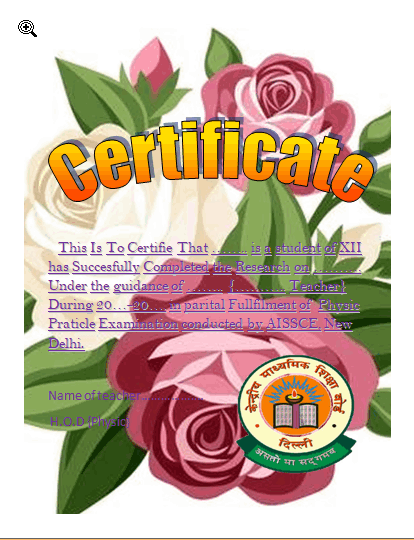 Certificate
This Is To Certifie That ........ is a student of XII
has Succesfully Completed the Research on ..........
Under the guidance of ........ {........... Teacher}
During 20....-20.... in parital Fullfilment of Physic
Praticle Examination conducted by AISSCE, New
Delhi.
Name of teacher...................
H.O.D (Physic)
केन्द्रीय माध्यमिक शिक्षा बोर्ड
दिल्ली
असतो मा सद्गमय